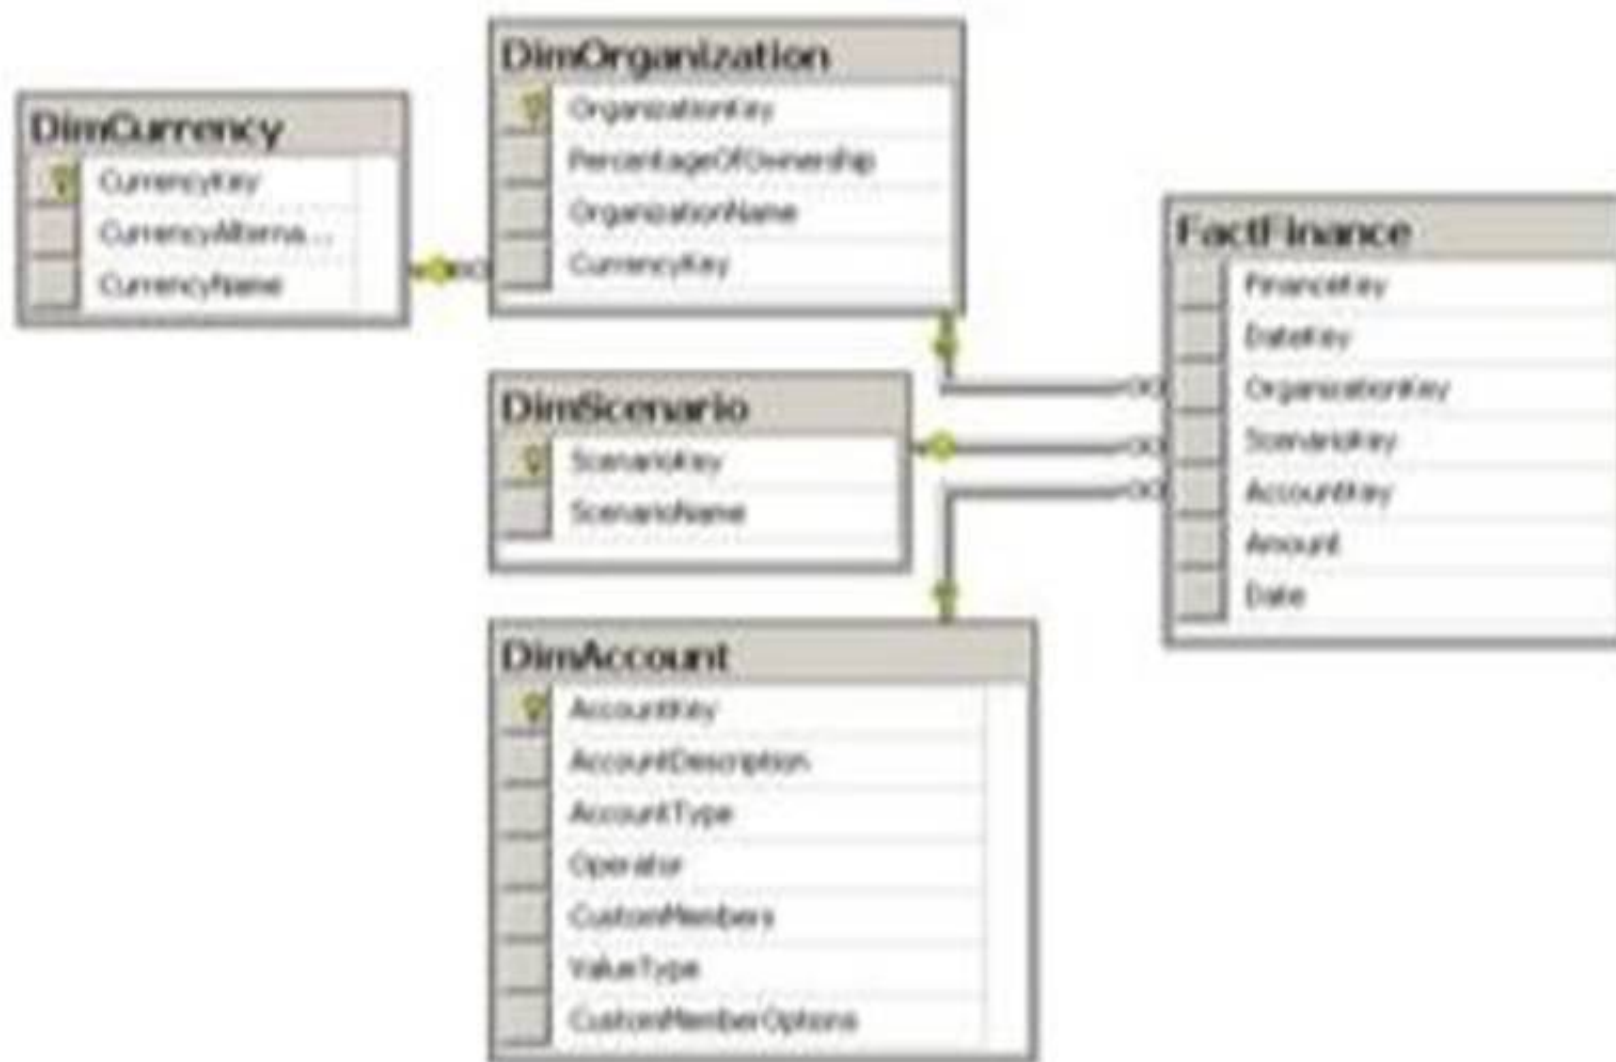 DimCurrency
CurrencyKey
CurrencyAlterna...
CurrencyName
DimOrganization
OrganizationKey
PercentageOfOwnership
OrganizationName
CurrencyKey
DimScenario
ScenarioKey
ScenarioName
DimAccount
AccountKey
AccountDescription
AccountType
Operator
CustomMembers
ValueType
CustomMemberOptions
FactFinance
FinanceKey
DateKey
OrganizationKey
ScenarioKey
AccountKey
Amount
Date